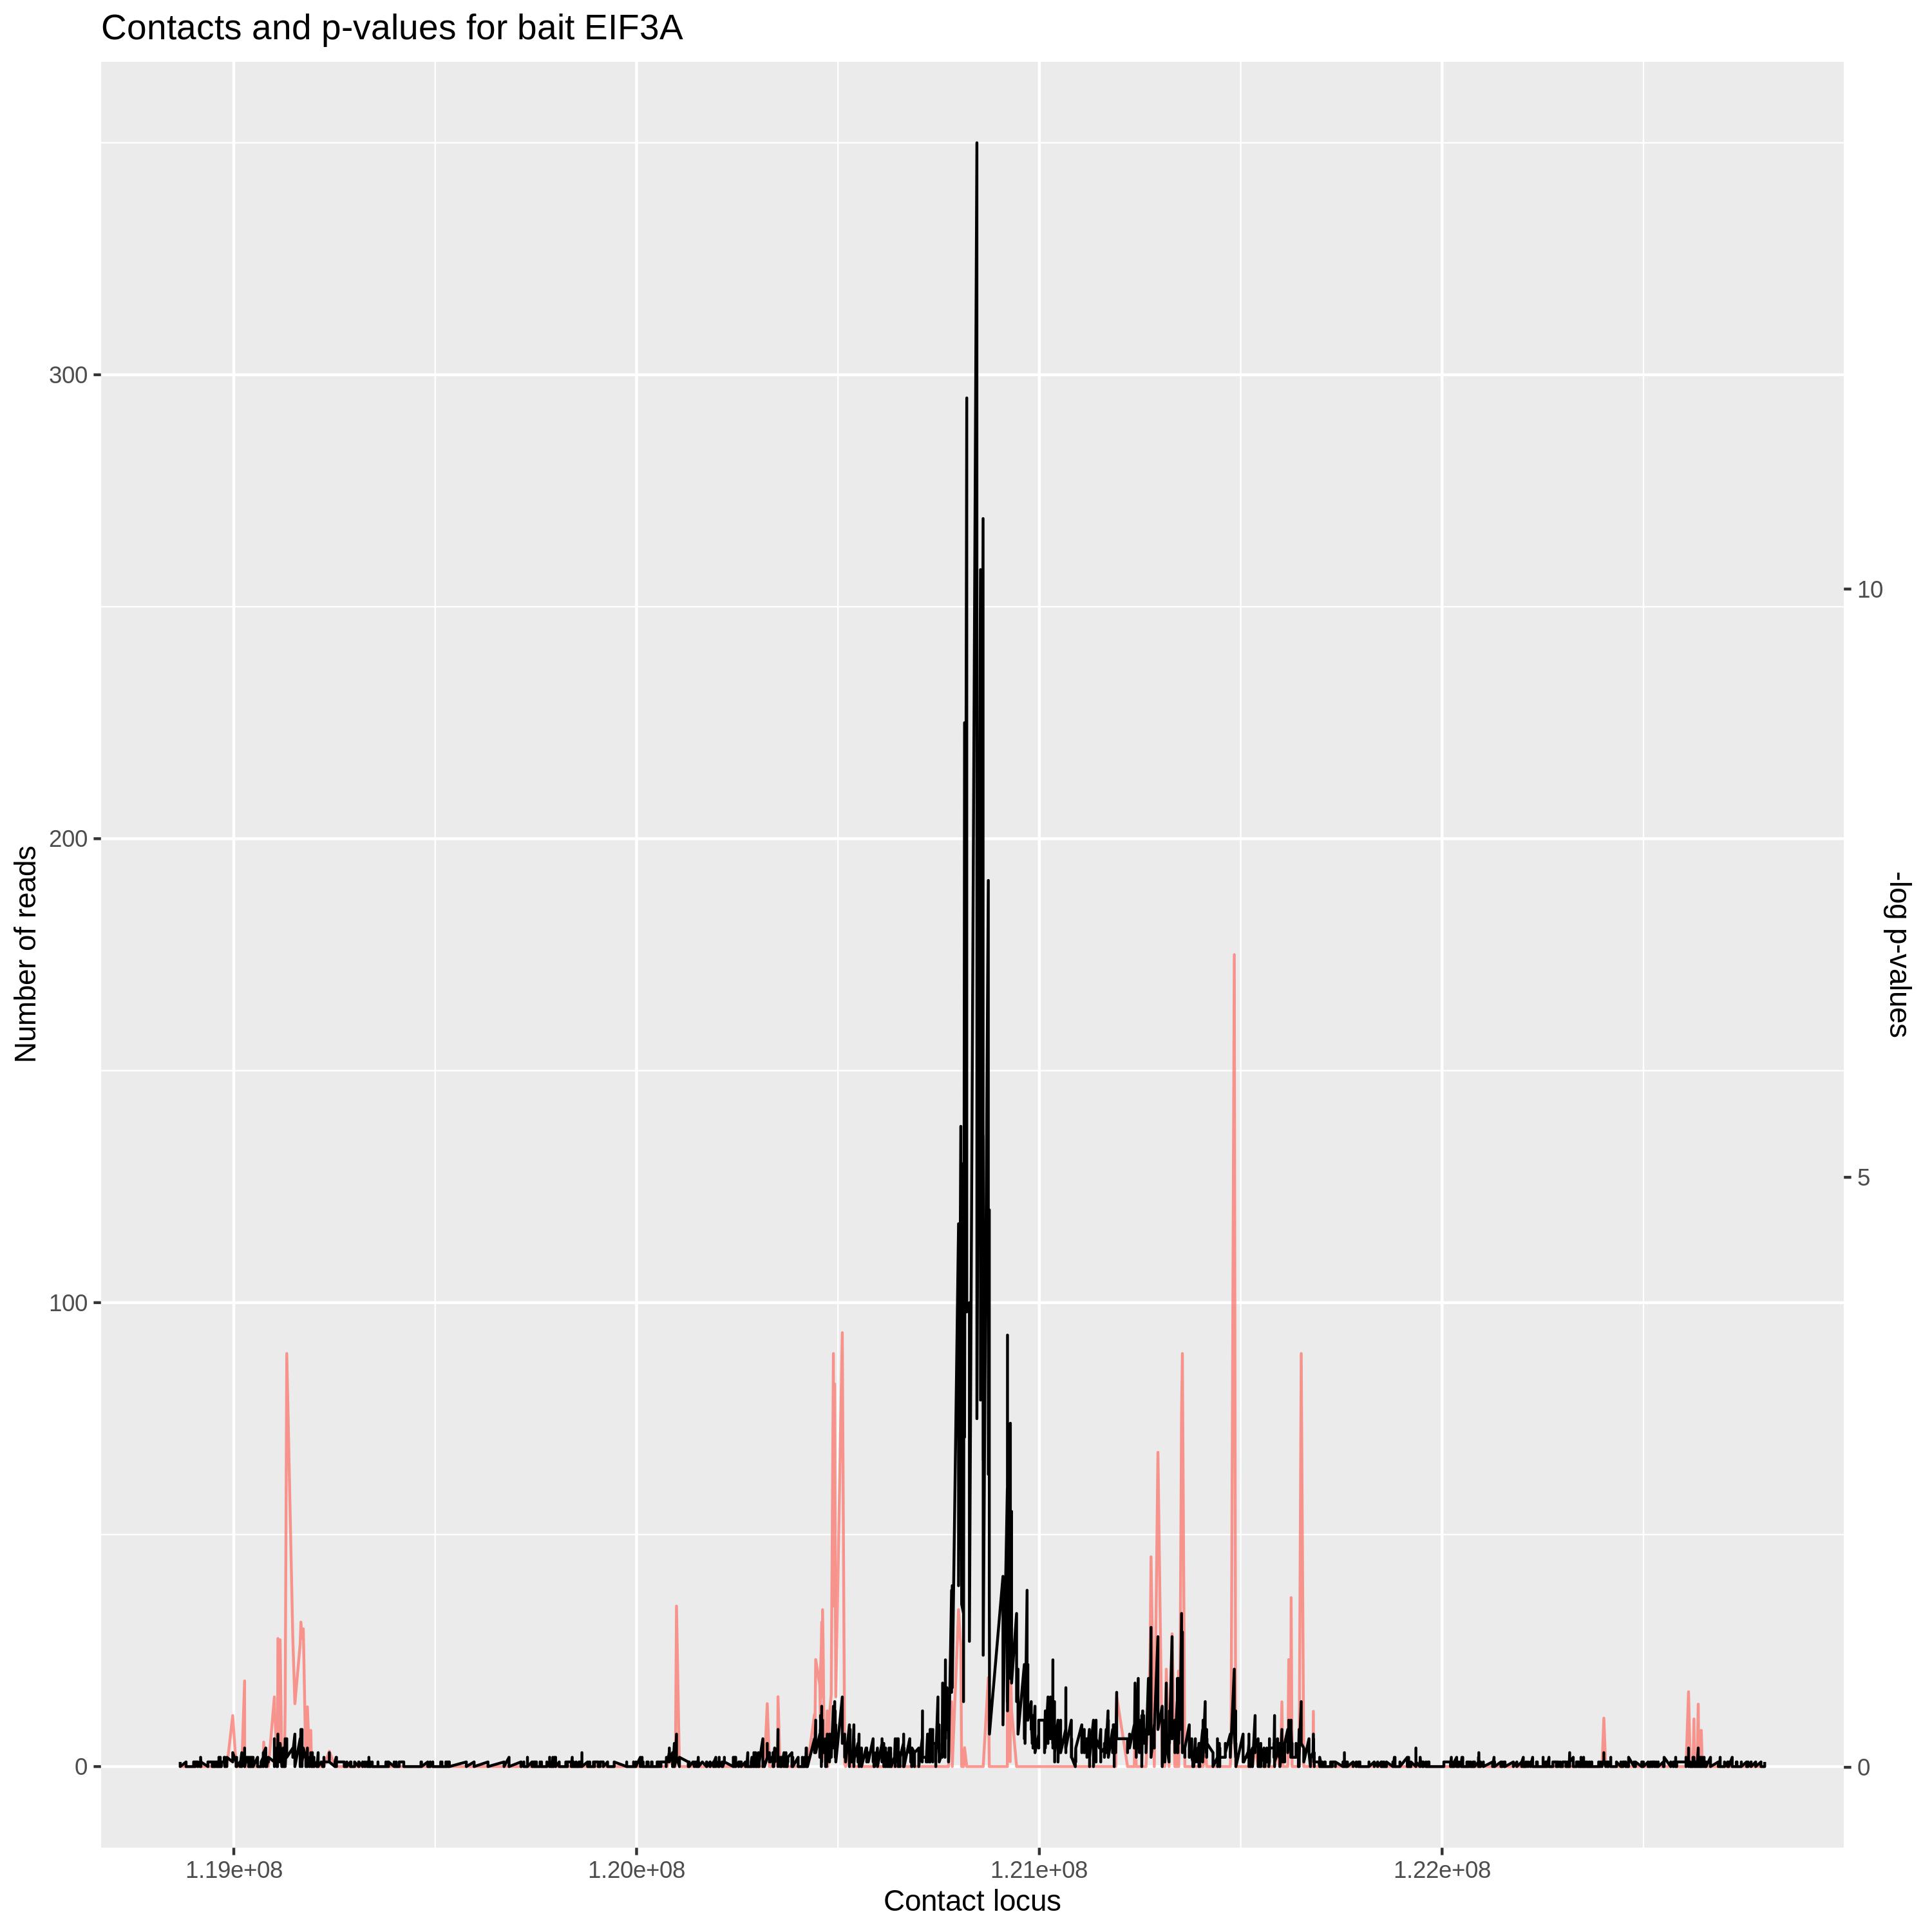 Contacts and p-values for bait EIF3A
300
200
100
0
Number of reads
10
5
0
-log p-values
1.19e+08
1.20e+08
1.21e+08
1.22e+08
Contact locus